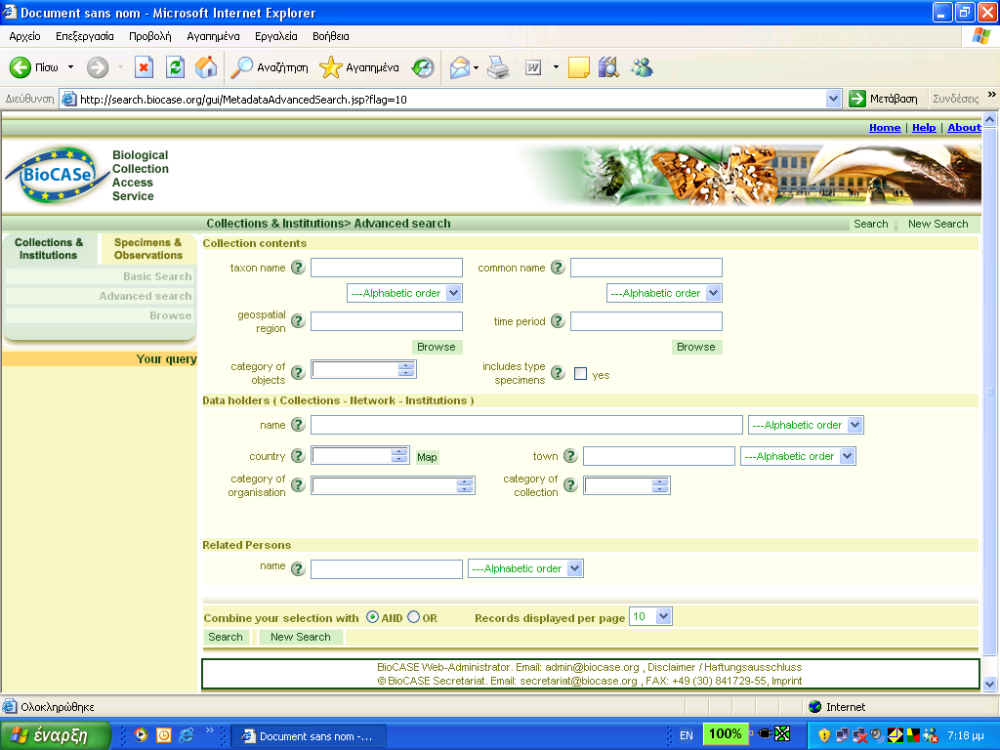 Document sans nom - Microsoft Internet Explorer
Αρχείο Επεξεργασία Προβολή Αγαπημένα Εργαλεία Βοήθεια
Πίσω Αναζήτηση Αγαπημένα
Διεύθυνση http://search.biocase.org/gui/MetadataAdvancedSearch.jsp?flag=10 Μετάβαση Συνδέσεις »
Home | Help | About
BioCASe
Biological
Collection
Access
Service
Collections & Institutions> Advanced search Search | New Search
Collections &
Institutions
Specimens &
Observations
Basic Search
Advanced search
Browse
Your query
Collection contents
taxon name ? common name ?
---Alphabetic order ---Alphabetic order
geospatial
region ? time period ?
Browse Browse
category of
objects ? includes type
specimens ? yes
Data holders ( Collections - Network - Institutions )
name ? ---Alphabetic order
country ? Map town ? ---Alphabetic order
category of
organisation ? category of
collection ?
Related Persons
name ? ---Alphabetic order
Combine your selection with AND OR Records displayed per page 10
Search New Search
BioCASE Web-Administrator. Email: admin@biocase.org , Disclaimer / Haftungsausschluss
© BioCASE Secretariat. Email: secretariat@biocase.org , FAX: +49 (30) 841729-55, Imprint
Ολοκληρώθηκε Internet
έναρξη » Document sans nom -... EN 100% 7:18 μμ